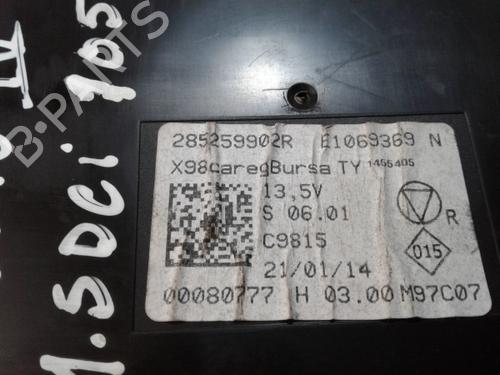 285259902R E1069369 N
X98caregBursa TY 1455405
13,5V
S 06.01
C9815
21/01/14
R
015
00080777 H 03.00 M97C07
IV
1.5 DCi 105
B-PARTS